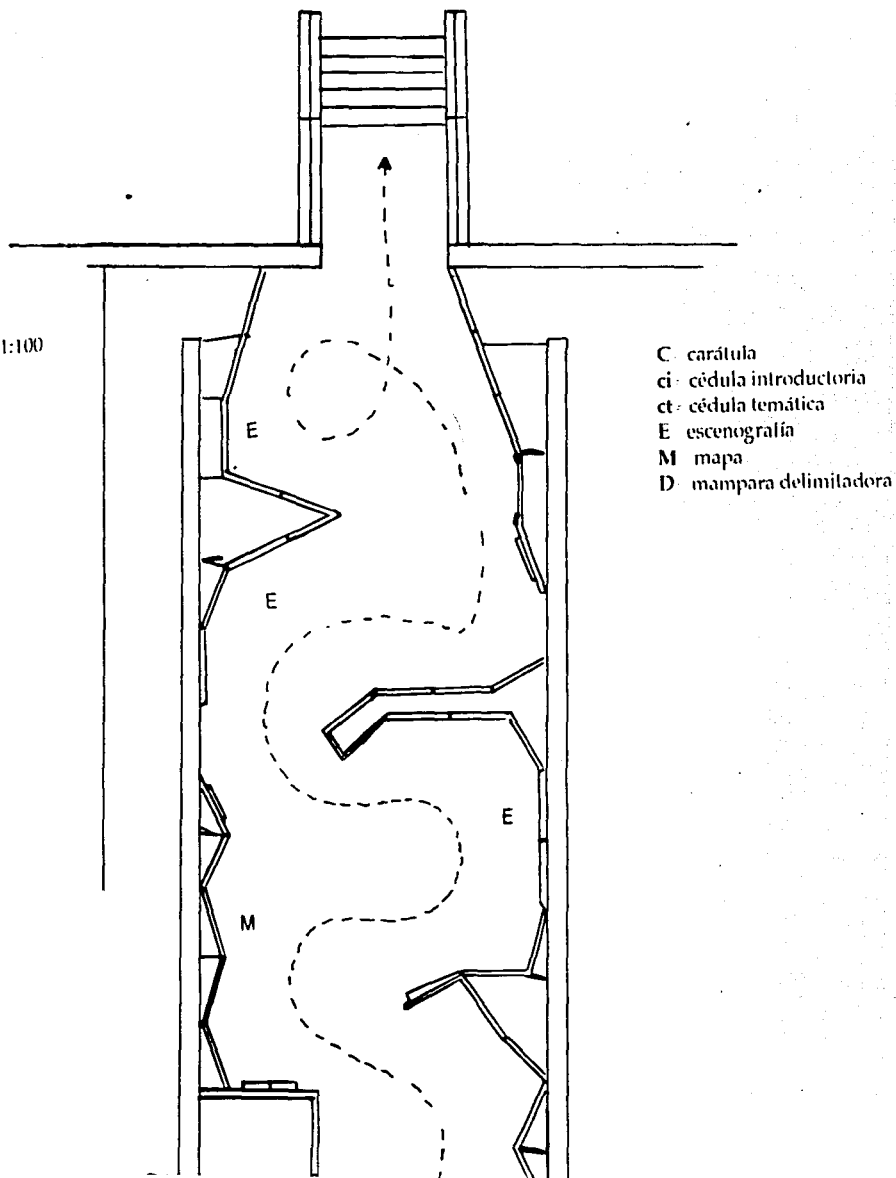 1:100
C carátula
ci cédula introductoria
ct cédula temática
E escenografía
M mapa
D mampara delimitadora
E
E
E
M